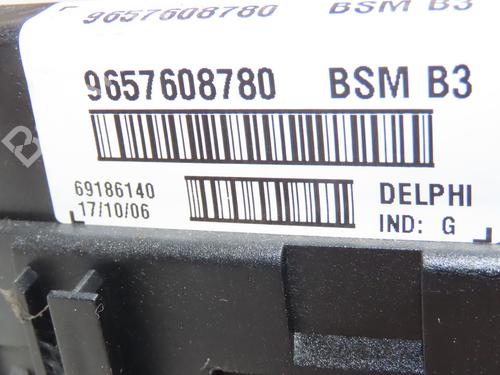 9657608780 BSM B3
9657608780 BSM B3
69186140
17/10/06
DELPHI
IND: G